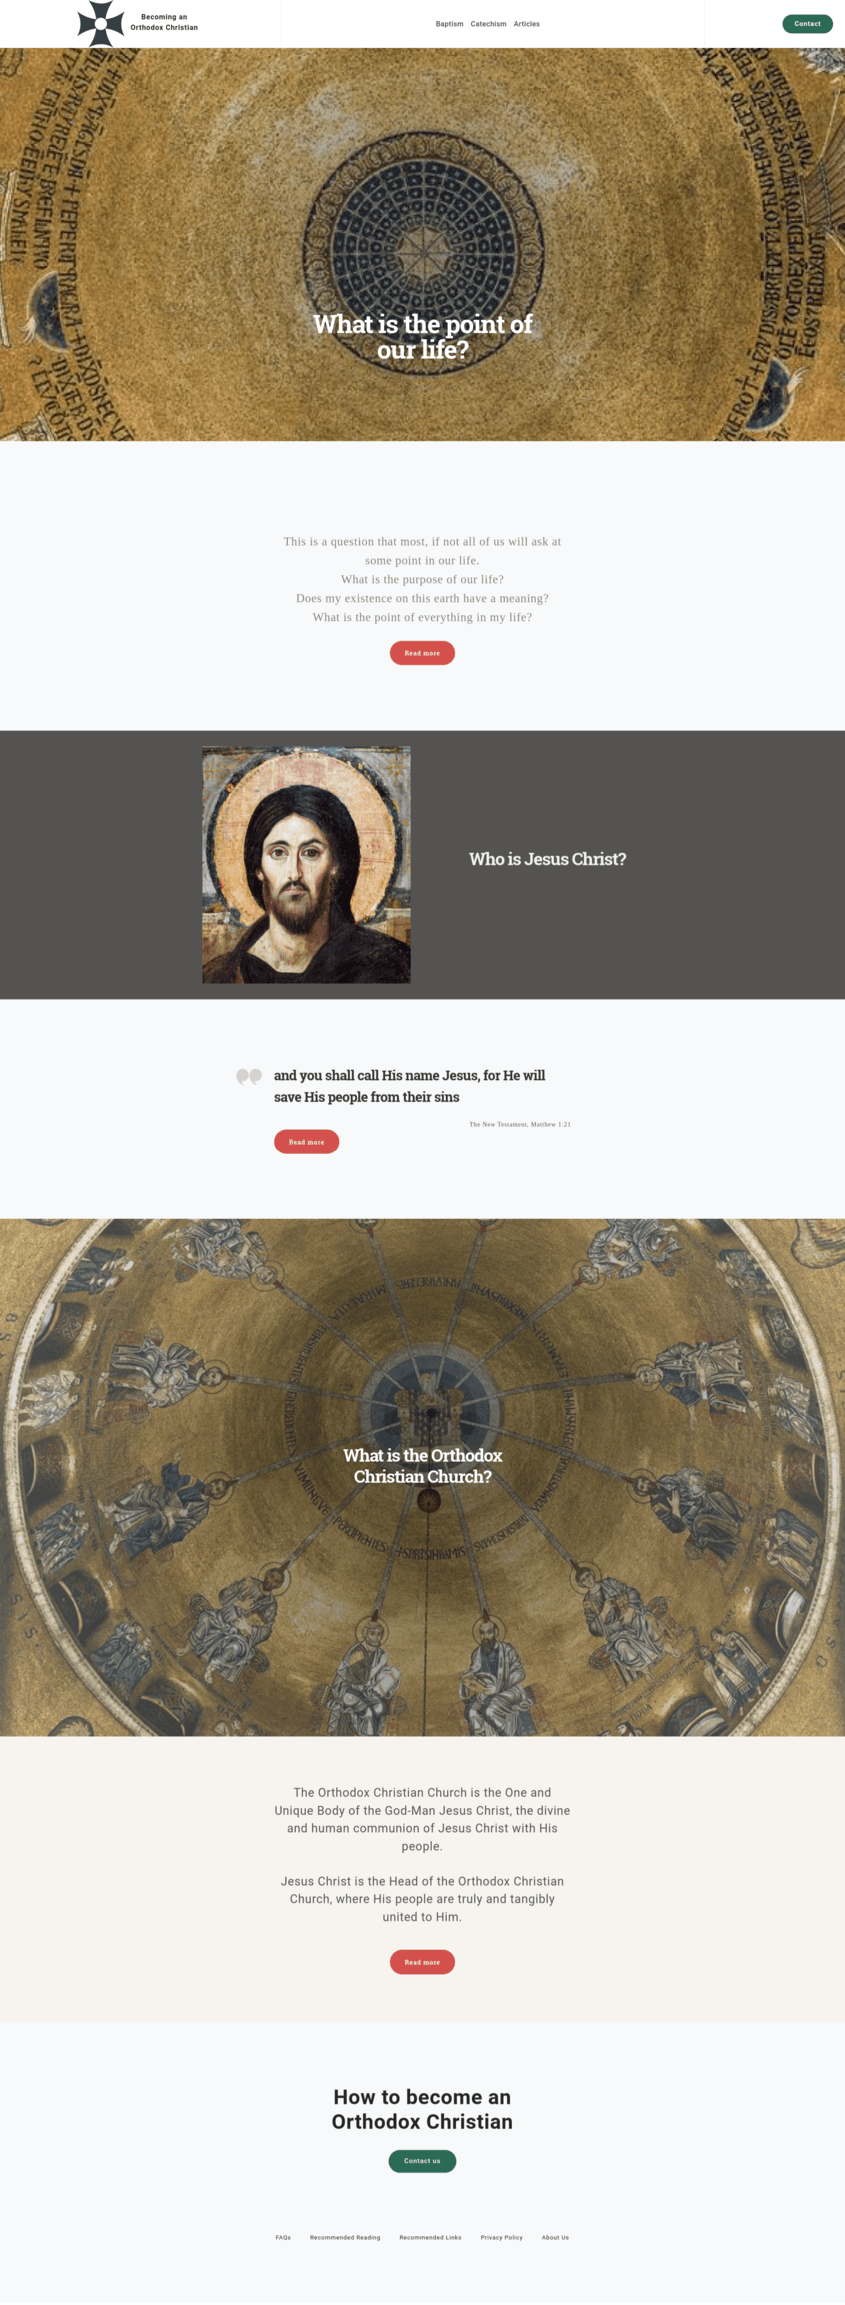 Becoming an
Orthodox Christian
Baptism Catechism Articles
Contact
What is the point of
our life?
This is a question that most, if not all of us will ask at
some point in our life.
What is the purpose of our life?
Does my existence on this earth have a meaning?
What is the point of everything in my life?
Read more
Who is Jesus Christ?
and you shall call His name Jesus, for He will
save His people from their sins
The New Testament, Matthew 1:21
Read more
What is the Orthodox
Christian Church?
The Orthodox Christian Church is the One and
Unique Body of the God-Man Jesus Christ, the divine
and human communion of Jesus Christ with His
people.
Jesus Christ is the Head of the Orthodox Christian
Church, where His people are truly and tangibly
united to Him.
Read more
How to become an
Orthodox Christian
Contact us
FAQs Recommended Reading Recommended Links Privacy Policy About Us